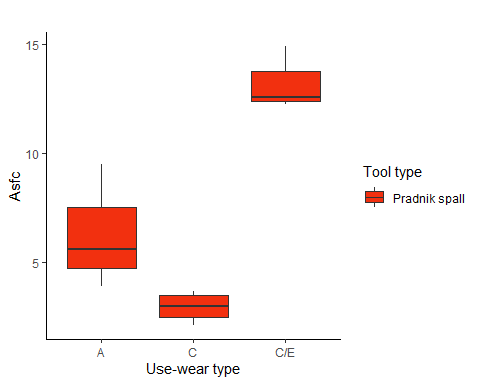 15
10
5
Asfc
A C C/E
Use-wear type
Tool type
Pradnik spall